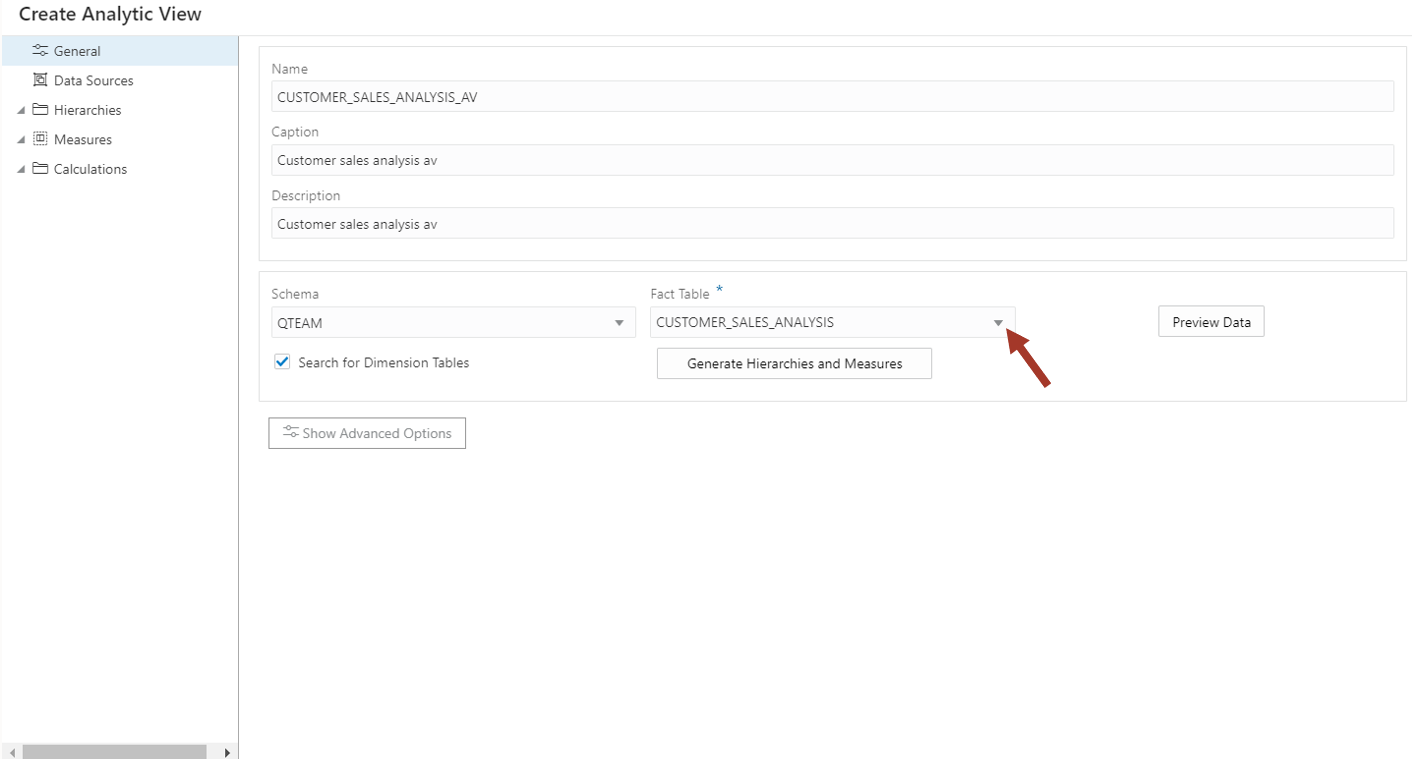 Create Analytic View
General
Data Sources
Hierarchies
Measures
Calculations
Name
CUSTOMER_SALES_ANALYSIS_AV
Caption
Customer sales analysis av
Description
Customer sales analysis av
Schema
Fact Table *
QTEAM
CUSTOMER_SALES_ANALYSIS
Preview Data
Search for Dimension Tables
Generate Hierarchies and Measures
Show Advanced Options